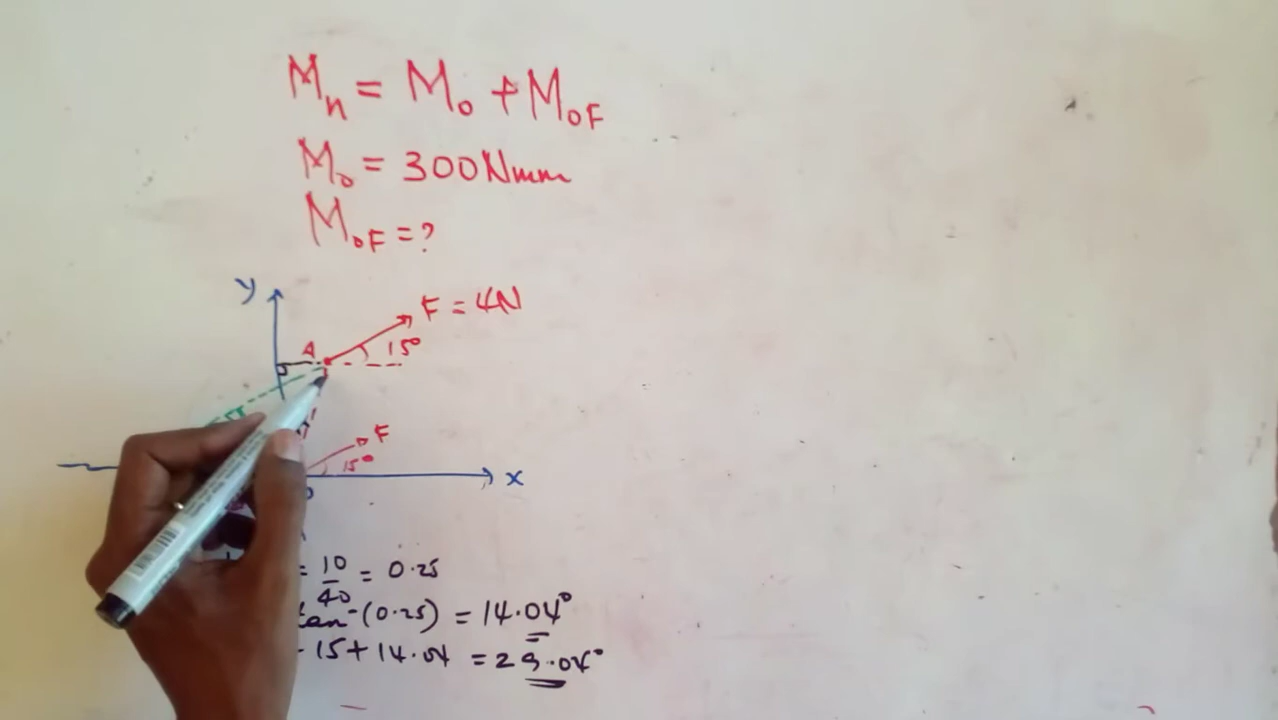 Mn = Mo + MoF
Mo = 300Nmm
MoF = ?
y
F = 4N
A
15°
F
15°
x
o
= 10/40 = 0.25
tan⁻(0.25) = 14.04°
15+14.04 = 29.04°